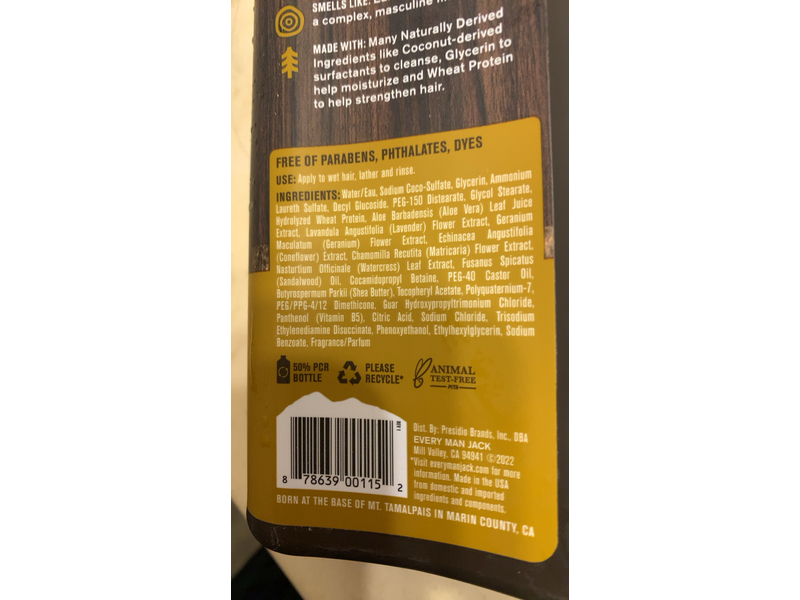 SMELLS LIKE:
a complex, masculine
MADE WITH: Many Naturally Derived
Ingredients like Coconut-derived
surfactants to cleanse, Glycerin to
help moisturize and Wheat Protein
to help strengthen hair.
FREE OF PARABENS, PHTHALATES, DYES
USE: Apply to wet hair, lather and rinse.
INGREDIENTS: Water/Eau, Sodium Coco-Sulfate, Glycerin, Ammonium
Laureth Sulfate, Decyl Glucoside, PEG-150 Distearate, Glycol Stearate,
Hydrolyzed Wheat Protein, Aloe Barbadensis (Aloe Vera) Leaf Juice
Extract, Lavandula Angustifolia (Lavender) Flower Extract, Geranium
Maculatum (Geranium) Flower Extract, Echinacea Angustifolia
(Coneflower) Extract, Chamomilla Recutita (Matricaria) Flower Extract,
Nasturtium Officinale (Watercress) Leaf Extract, Fusanus Spicatus
(Sandalwood) Oil, Cocamidopropyl Betaine, PEG-40 Castor Oil,
Butyrospermum Parkii (Shea Butter), Tocopheryl Acetate, Polyquaternium-7,
PEG/PPG-4/12 Dimethicone, Guar Hydroxypropyltrimonium Chloride,
Panthenol (Vitamin B5), Citric Acid, Sodium Chloride, Trisodium
Ethylenediamine Disuccinate, Phenoxyethanol, Ethylhexylglycerin, Sodium
Benzoate, Fragrance/Parfum
50% PCR
BOTTLE
PLEASE
RECYCLE*
ANIMAL
TEST-FREE
PETA
REV 1
8 78639 00115 2
Dist. By: Presidio Brands, Inc., DBA
EVERY MAN JACK
Mill Valley, CA 94941 ©2022
*Visit everymanjack.com for more
information. Made in the USA
from domestic and imported
ingredients and components.
BORN AT THE BASE OF MT. TAMALPAIS IN MARIN COUNTY, CA